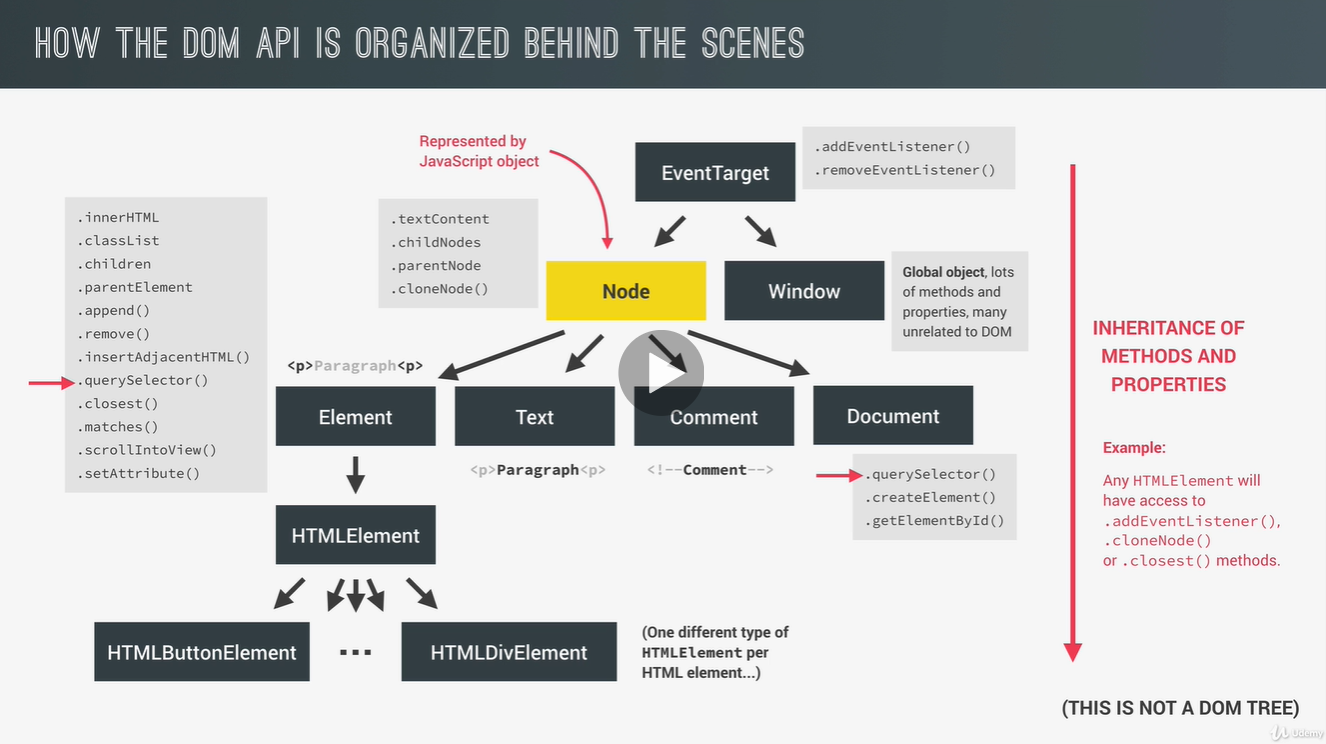 HOW THE DOM API IS ORGANIZED BEHIND THE SCENES
Represented by
JavaScript object
EventTarget
.addEventListener()
.removeEventListener()
.innerHTML
.classList
.children
.parentElement
.append()
.remove()
.insertAdjacentHTML()
.querySelector()
.closest()
.matches()
.scrollIntoView()
.setAttribute()
.textContent
.childNodes
.parentNode
.cloneNode()
Node
Window
Global object, lots
of methods and
properties, many
unrelated to DOM
<p>Paragraph<p>
Element
Text
Comment
Document
<p>Paragraph<p>
<!--Comment-->
.querySelector()
.createElement()
.getElementById()
HTMLElement
HTMLButtonElement
...
HTMLDivElement
(One different type of
HTMLElement per
HTML element...)
INHERITANCE OF
METHODS AND
PROPERTIES
Example:
Any HTMLElement will
have access to
.addEventListener(),
.cloneNode()
or .closest() methods.
(THIS IS NOT A DOM TREE)
Udemy